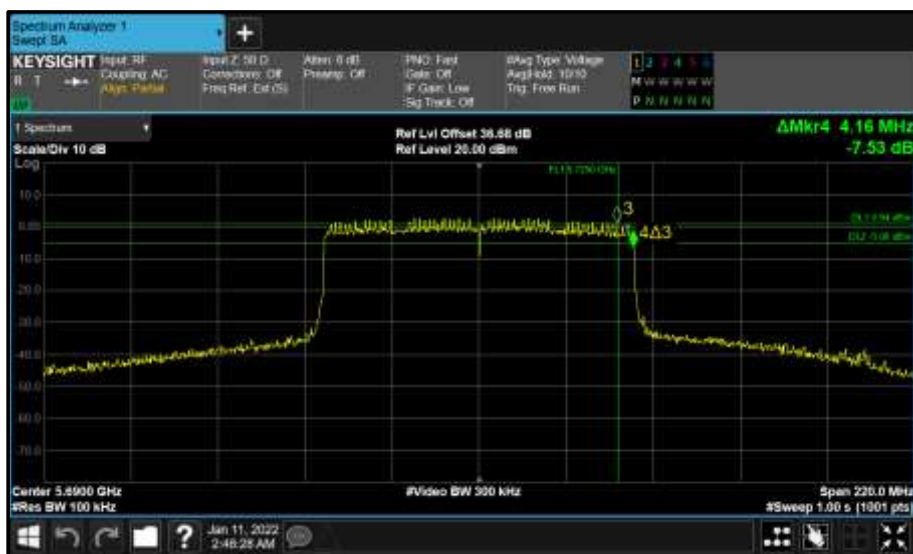 Spectrum Analyzer 1
Swept SA
+
KEYSIGHT
R T
Input: RF
Coupling: AC
Align: Partial
Input Z: 50 Ω
Corrections: Off
Freq Ref: Ext (S)
Atten: 6 dB
Preamp: Off
PNO: Fast
Gate: Off
IF Gain: Low
Sig Track: Off
#Avg Type: Voltage
Avg|Hold: 10/10
Trig: Free Run
1 2 3 4 5 6
M W W W W W
P N N N N N
1 Spectrum
Scale/Div 10 dB
Ref Lvl Offset 36.68 dB
Ref Level 20.00 dBm
ΔMkr4 4.16 MHz
-7.53 dB
Log
10.0
0.00
-10.0
-20.0
-30.0
-40.0
-50.0
-60.0
-70.0
3
4Δ3
Center 5.6900 GHz
#Res BW 100 kHz
#Video BW 300 kHz
Span 220.0 MHz
#Sweep 1.00 s (1001 pts)
?
Jan 11, 2022
2:48:28 AM